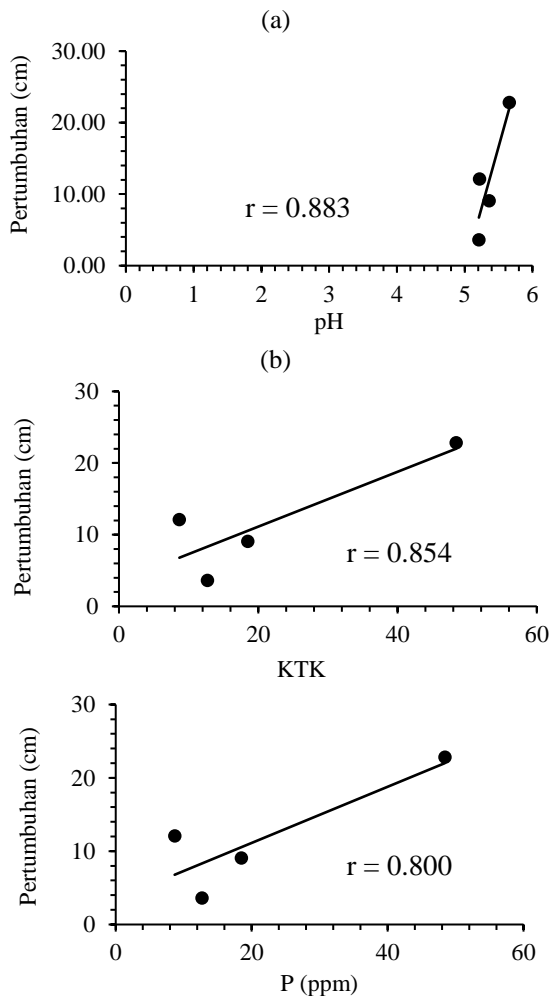 (a)
Pertumbuhan (cm)
30.00
20.00
10.00
0.00
r = 0.883
0 1 2 3 4 5 6
pH
(b)
Pertumbuhan (cm)
30
20
10
0
r = 0.854
0 20 40 60
KTK
Pertumbuhan (cm)
30
20
10
0
r = 0.800
0 20 40 60
P (ppm)